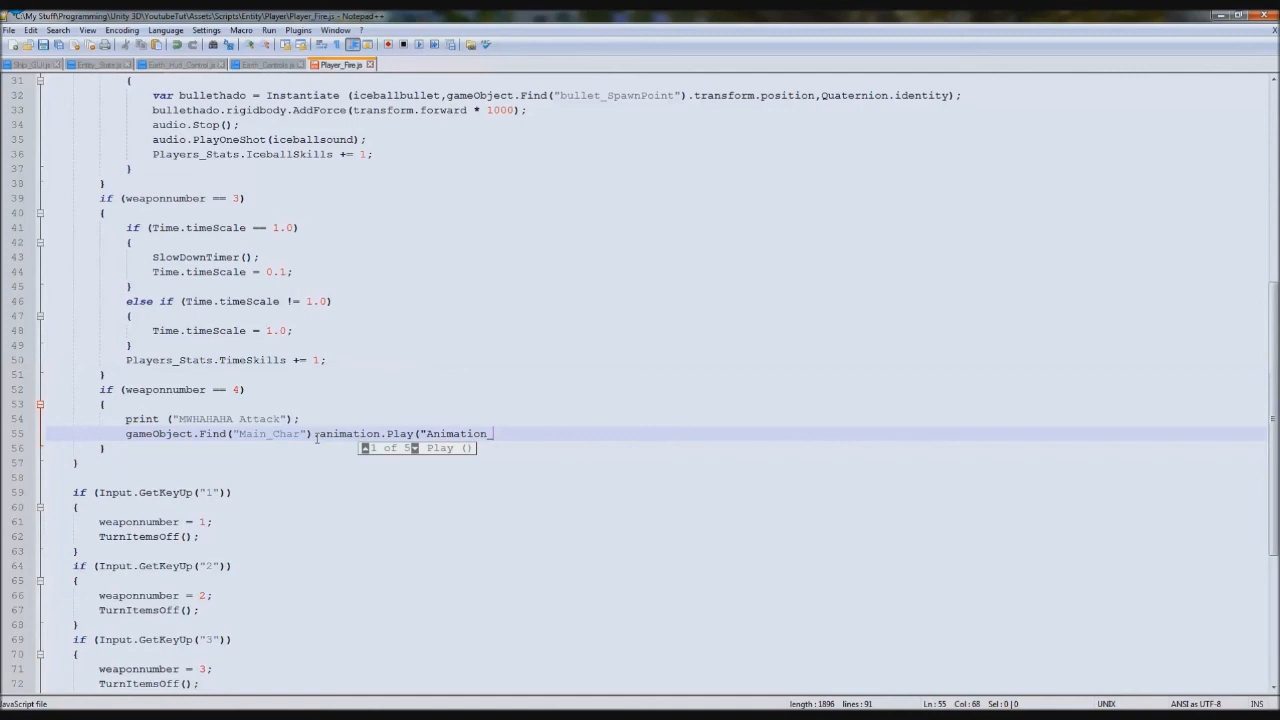 *C:\My Stuff\Programming\Unity 3D\YoutubeTut\Assets\Scripts\Entity\Player\Player_Fire.js - Notepad++
File Edit Search View Encoding Language Settings Macro Run Plugins Window ?
X
Ship_GUI.js Entity_Stats.js Earth_Hurl_Control.js Earth_Controls.js Player_Fire.js
31 {
32 var bullethado = Instantiate (iceballbullet,gameObject.Find("bullet_SpawnPoint").transform.position,Quaternion.identity);
33 bullethado.rigidbody.AddForce(transform.forward * 1000);
34 audio.Stop();
35 audio.PlayOneShot(iceballsound);
36 Players_Stats.IceballSkills += 1;
37 }
38 }
39 if (weaponnumber == 3)
40 {
41 if (Time.timeScale == 1.0)
42 {
43 SlowDownTimer();
44 Time.timeScale = 0.1;
45 }
46 else if (Time.timeScale != 1.0)
47 {
48 Time.timeScale = 1.0;
49 }
50 Players_Stats.TimeSkills += 1;
51 }
52 if (weaponnumber == 4)
53 {
54 print ("MWHAHAHA Attack");
55 gameObject.Find("Main_Char").animation.Play("Animation_
1 of 5 Play ()
56 }
57 }
58
59 if (Input.GetKeyUp("1"))
60 {
61 weaponnumber = 1;
62 TurnItemsOff();
63 }
64 if (Input.GetKeyUp("2"))
65 {
66 weaponnumber = 2;
67 TurnItemsOff();
68 }
69 if (Input.GetKeyUp("3"))
70 {
71 weaponnumber = 3;
72 TurnItemsOff();
JavaScript file length : 1896 lines : 91 Ln : 55 Col : 68 Sel : 0 | 0 UNIX ANSI as UTF-8 INS